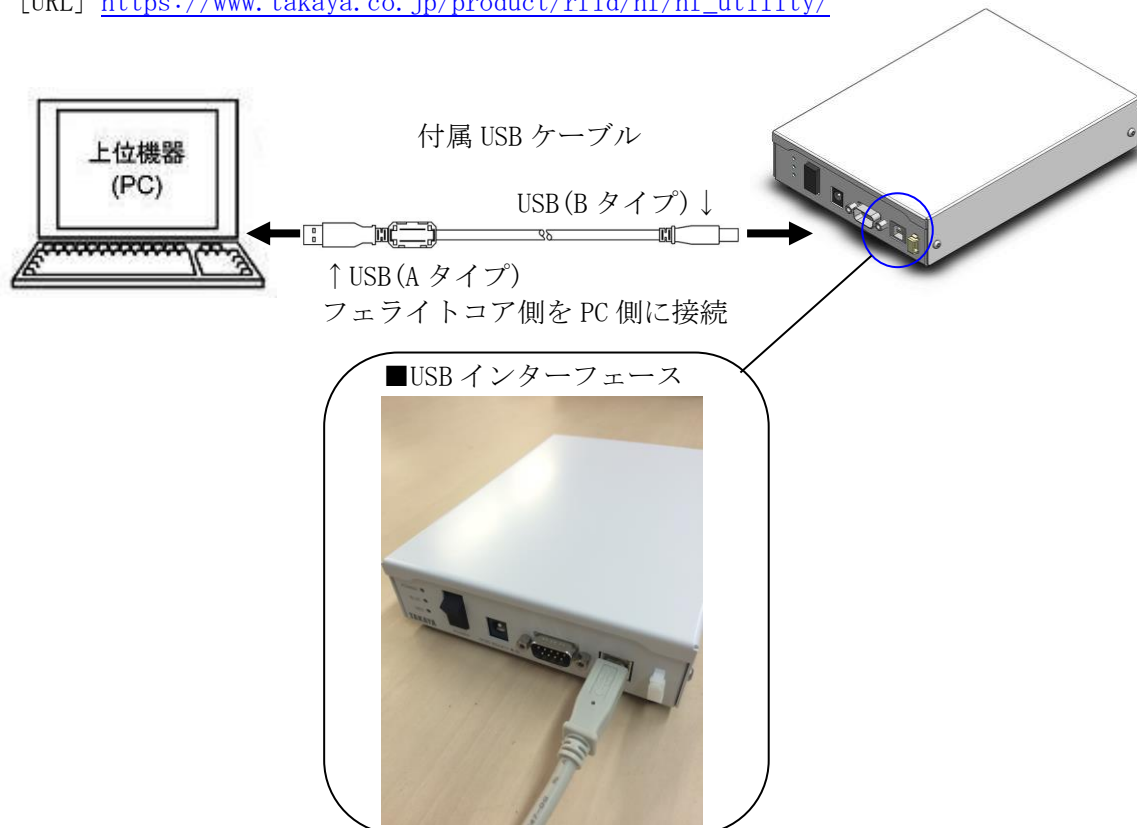 [URL] https://www.takaya.co.jp/product/rfid/hf/hf_utility/
上位機器
(PC)
付属 USB ケーブル
USB(B タイプ)↓
↑USB(A タイプ)
フェライトコア側を PC 側に接続
■USB インターフェース
TAKAYA